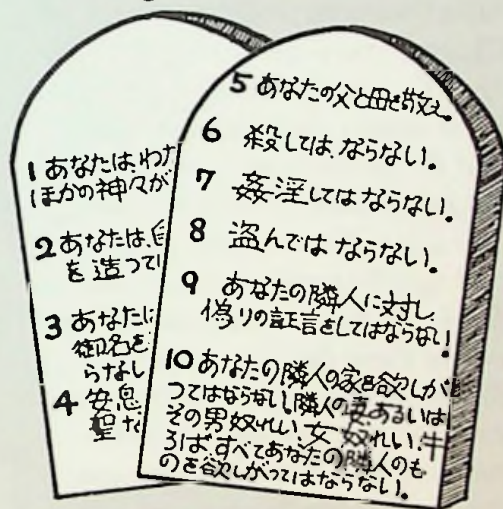 1 あなたは、わた
ほかの神々が
2 あなたは、自
を造ってい
3 あなたに
御名を
らなし
4 安息
聖な
5 あなたの父と母を敬え。
6 殺しては、ならない。
7 姦淫してはならない。
8 盗んでは ならない。
9 あなたの隣人に対し、
偽りの証言をしてはならない
10 あなたの隣人の家を欲しが
つてはならない。隣人の妻あるいは
その男奴れい、女奴れい、牛
ろば、すべてあなたの隣人のも
のを欲しがってはならない。